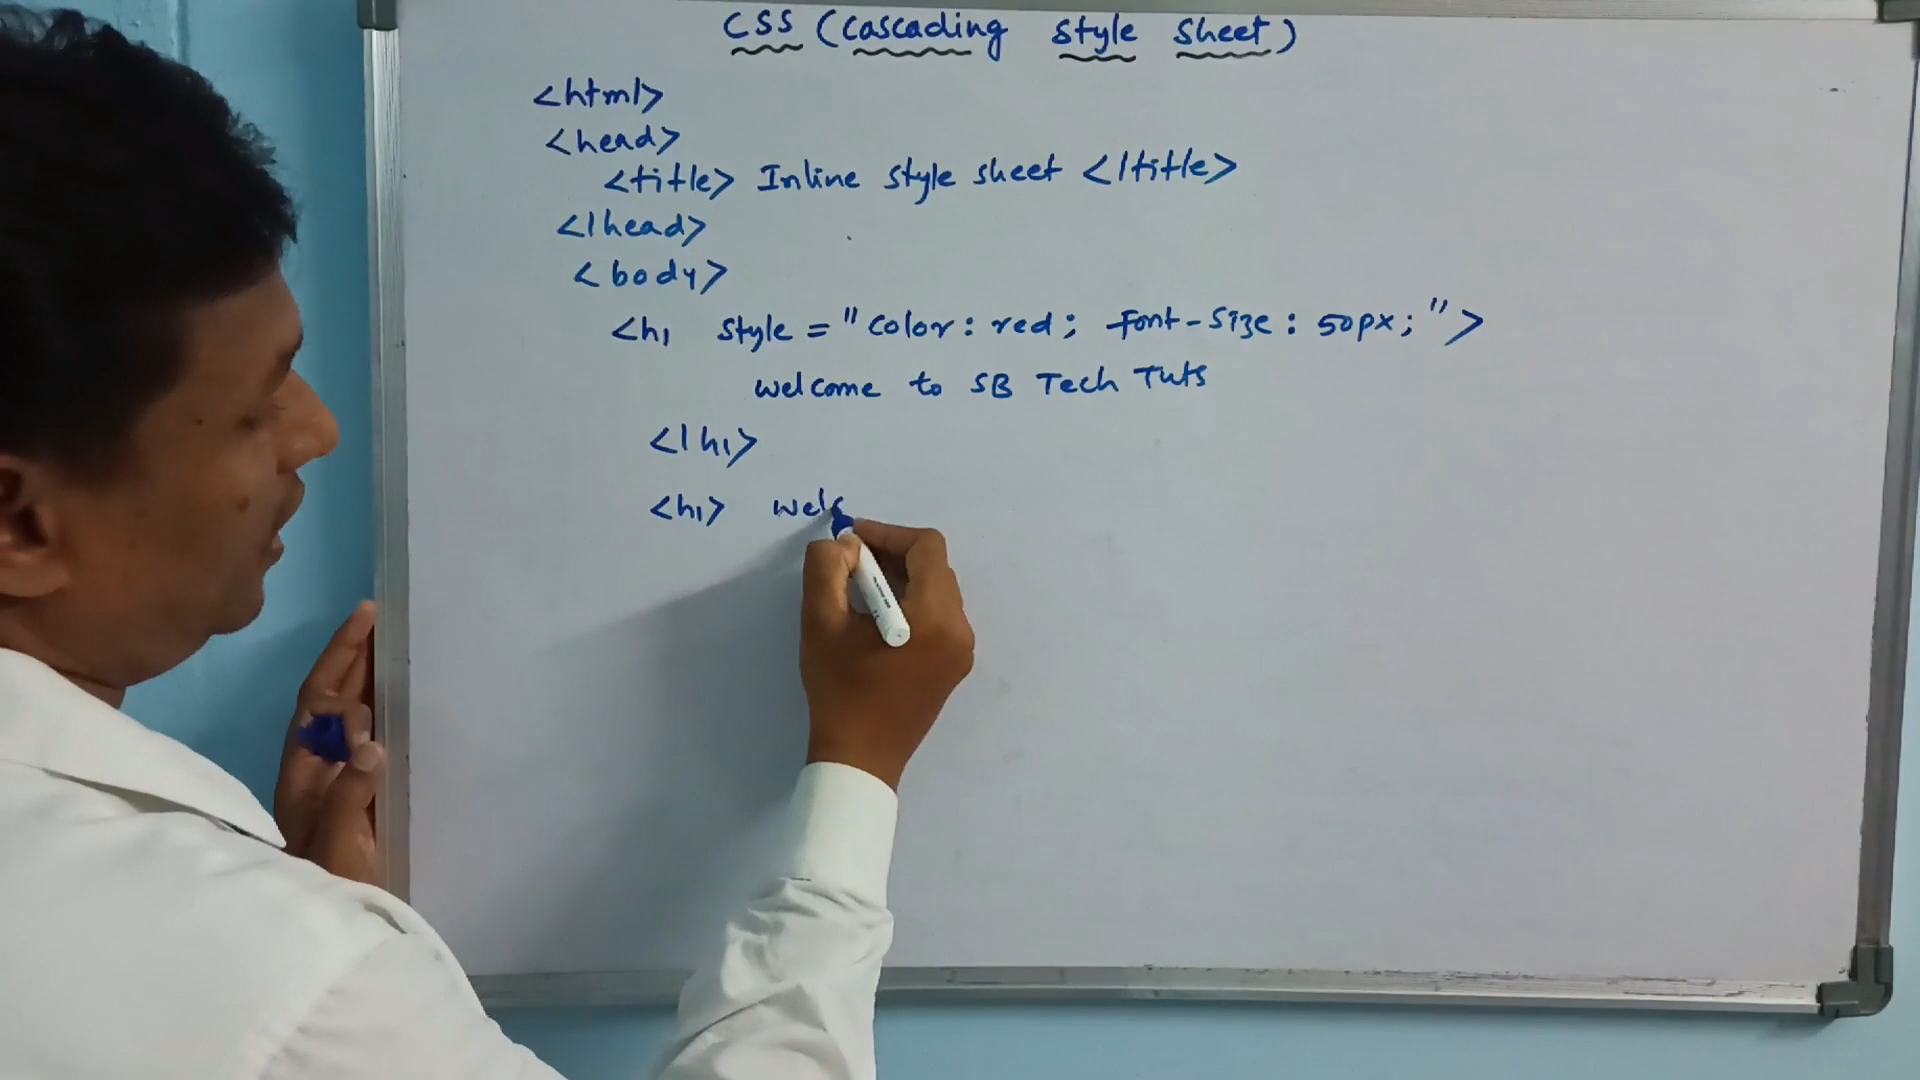 CSS (Cascading Style Sheet)
<html>
<head>
<title> Inline style sheet </title>
</head>
<body>
<h1 style = "color: red; font-size: 50px;">
welcome to SB Tech Tuts
</h1>
<h1> welc